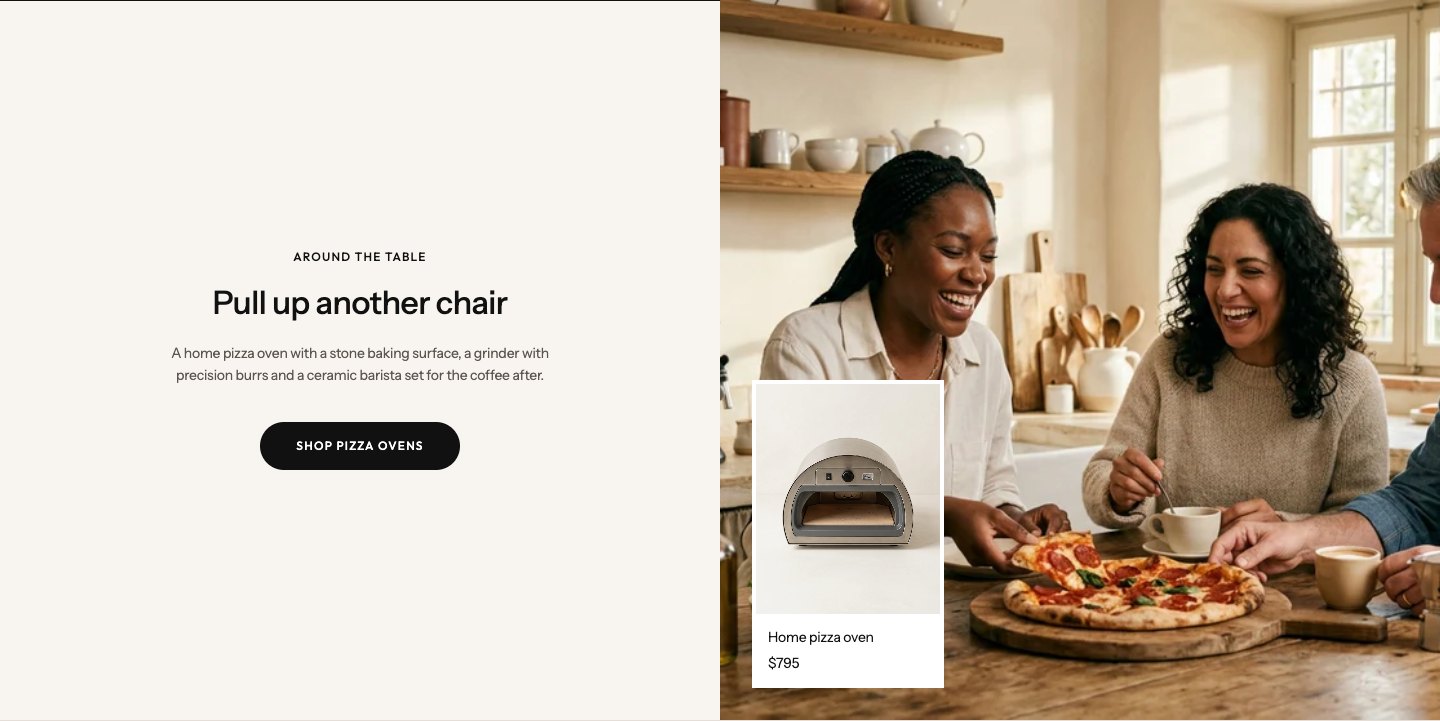 AROUND THE TABLE
Pull up another chair
A home pizza oven with a stone baking surface, a grinder with
precision burrs and a ceramic barista set for the coffee after.
SHOP PIZZA OVENS
Home pizza oven
$795